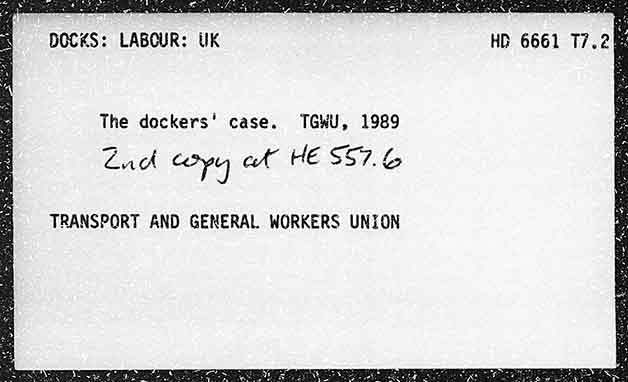 DOCKS: LABOUR: UK HD 6661 T7.2
The dockers' case. TGWU, 1989
2nd copy at HE 557.6
TRANSPORT AND GENERAL WORKERS UNION